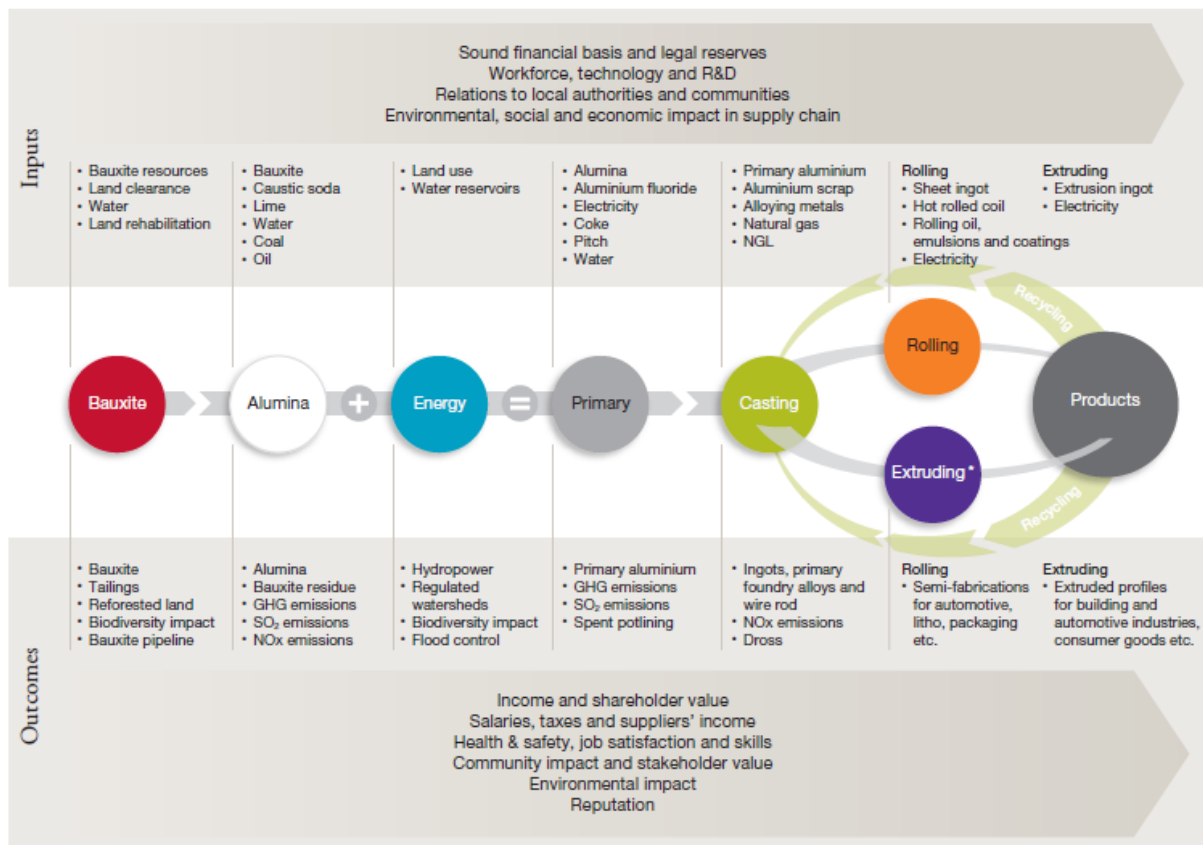 Inputs
Sound financial basis and legal reserves
Workforce, technology and R&D
Relations to local authorities and communities
Environmental, social and economic impact in supply chain
• Bauxite resources
• Land clearance
• Water
• Land rehabilitation
• Bauxite
• Caustic soda
• Lime
• Water
• Coal
• Oil
• Land use
• Water reservoirs
• Alumina
• Aluminium fluoride
• Electricity
• Coke
• Pitch
• Water
• Primary aluminium
• Aluminium scrap
• Alloying metals
• Natural gas
• NGL
Rolling
• Sheet ingot
• Hot rolled coil
• Rolling oil,
emulsions and coatings
• Electricity
Extruding
• Extrusion ingot
• Electricity
Bauxite
Alumina
+
Energy
=
Primary
Casting
Rolling
Extruding*
Products
Recycling
Recycling
Outcomes
• Bauxite
• Tailings
• Reforested land
• Biodiversity impact
• Bauxite pipeline
• Alumina
• Bauxite residue
• GHG emissions
• SO₂ emissions
• NOx emissions
• Hydropower
• Regulated
watersheds
• Biodiversity impact
• Flood control
• Primary aluminium
• GHG emissions
• SO₂ emissions
• Spent potlining
• Ingots, primary
foundry alloys and
wire rod
• NOx emissions
• Dross
Rolling
• Semi-fabrications
for automotive,
litho, packaging
etc.
Extruding
• Extruded profiles
for building and
automotive industries,
consumer goods etc.
Income and shareholder value
Salaries, taxes and suppliers' income
Health & safety, job satisfaction and skills
Community impact and stakeholder value
Environmental impact
Reputation